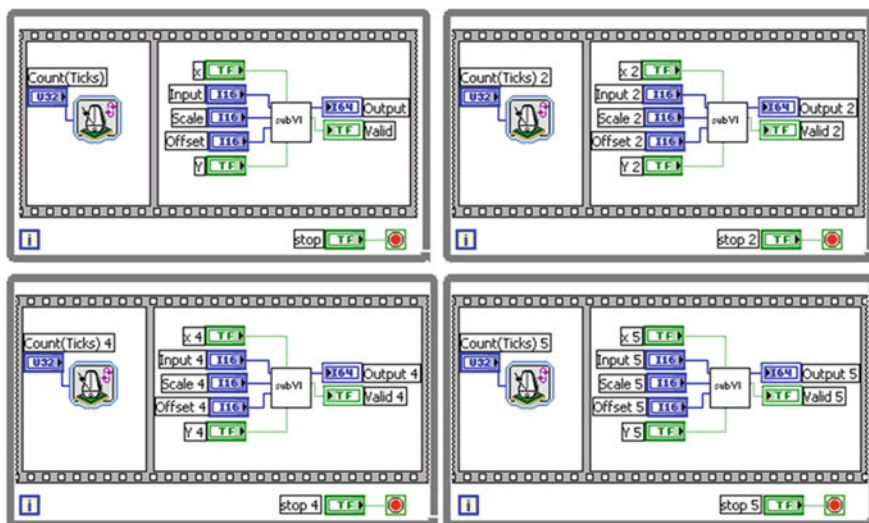 x TF
Count(Ticks) Input I16 I64 Output
U32 Scale I16 subVI TF Valid
Offset I16
Y TF
i stop TF
x 2 TF
Count(Ticks) 2 Input 2 I16 I64 Output 2
U32 Scale 2 I16 subVI TF Valid 2
Offset 2 I16
Y 2 TF
i stop 2 TF
x 4 TF
Count(Ticks) 4 Input 4 I16 I64 Output 4
U32 Scale 4 I16 subVI TF Valid 4
Offset 4 I16
Y 4 TF
i stop 4 TF
x 5 TF
Count(Ticks) 5 Input 5 I16 I64 Output 5
U32 Scale 5 I16 subVI TF Valid 5
Offset 5 I16
Y 5 TF
i stop 5 TF